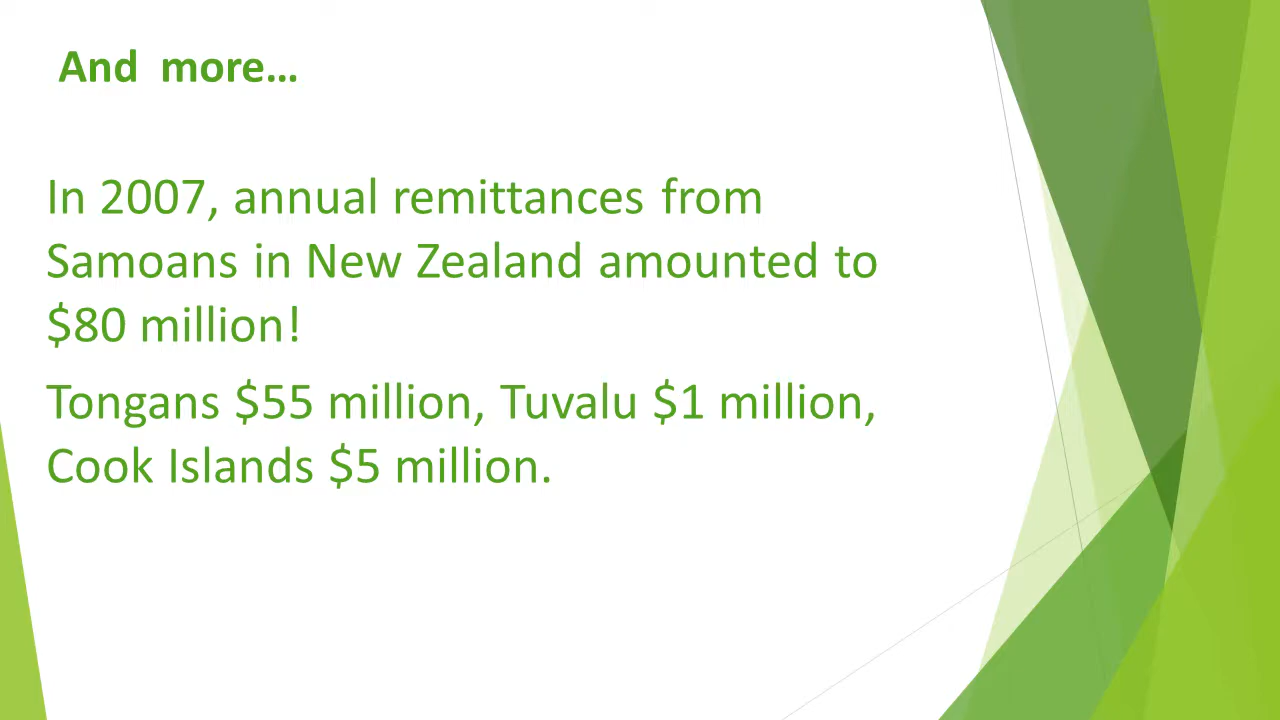 And more…
In 2007, annual remittances from
Samoans in New Zealand amounted to
$80 million!
Tongans $55 million, Tuvalu $1 million,
Cook Islands $5 million.